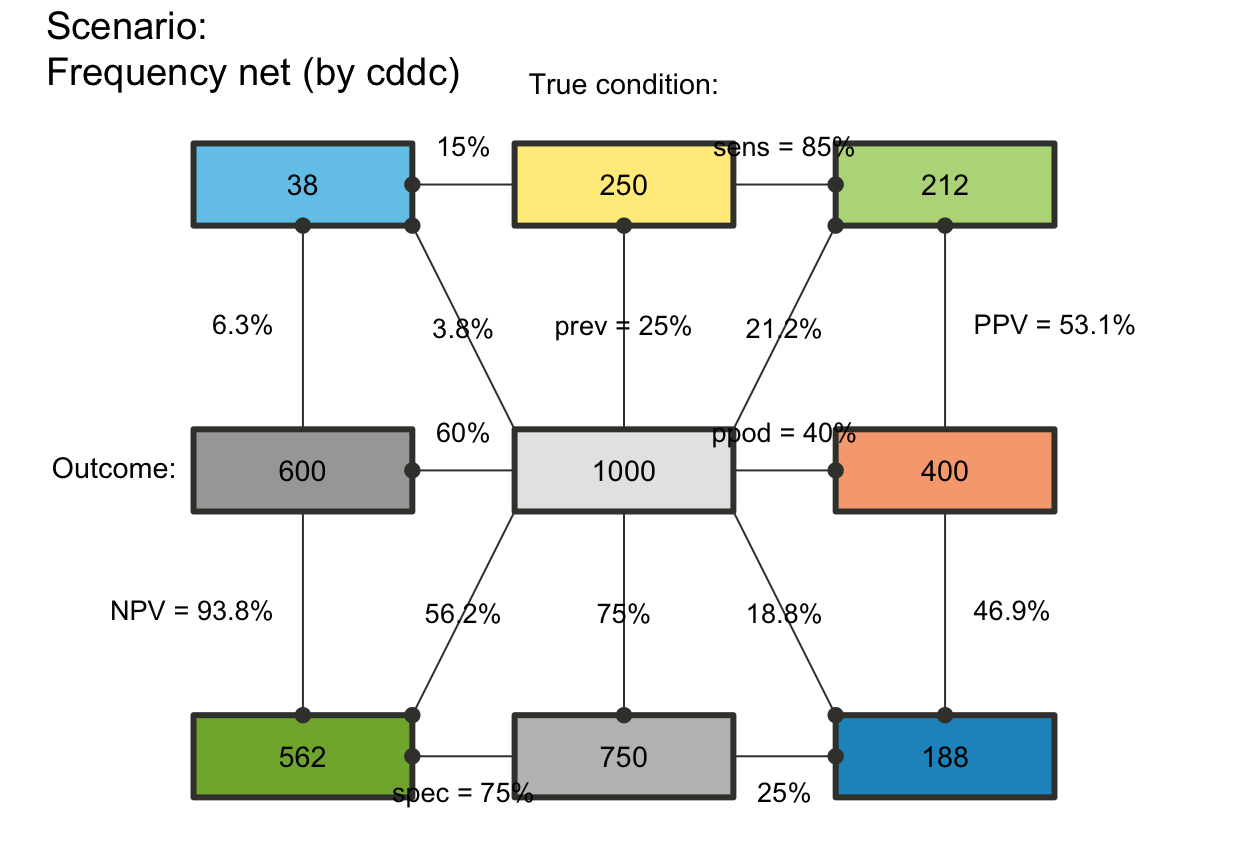 Scenario:
Frequency net (by cddc)
True condition:
15%
sens = 85%
38
250
212
6.3%
3.8%
prev = 25%
21.2%
PPV = 53.1%
60%
ppod = 40%
Outcome:
600
1000
400
NPV = 93.8%
56.2%
75%
18.8%
46.9%
562
750
188
spec = 75%
25%